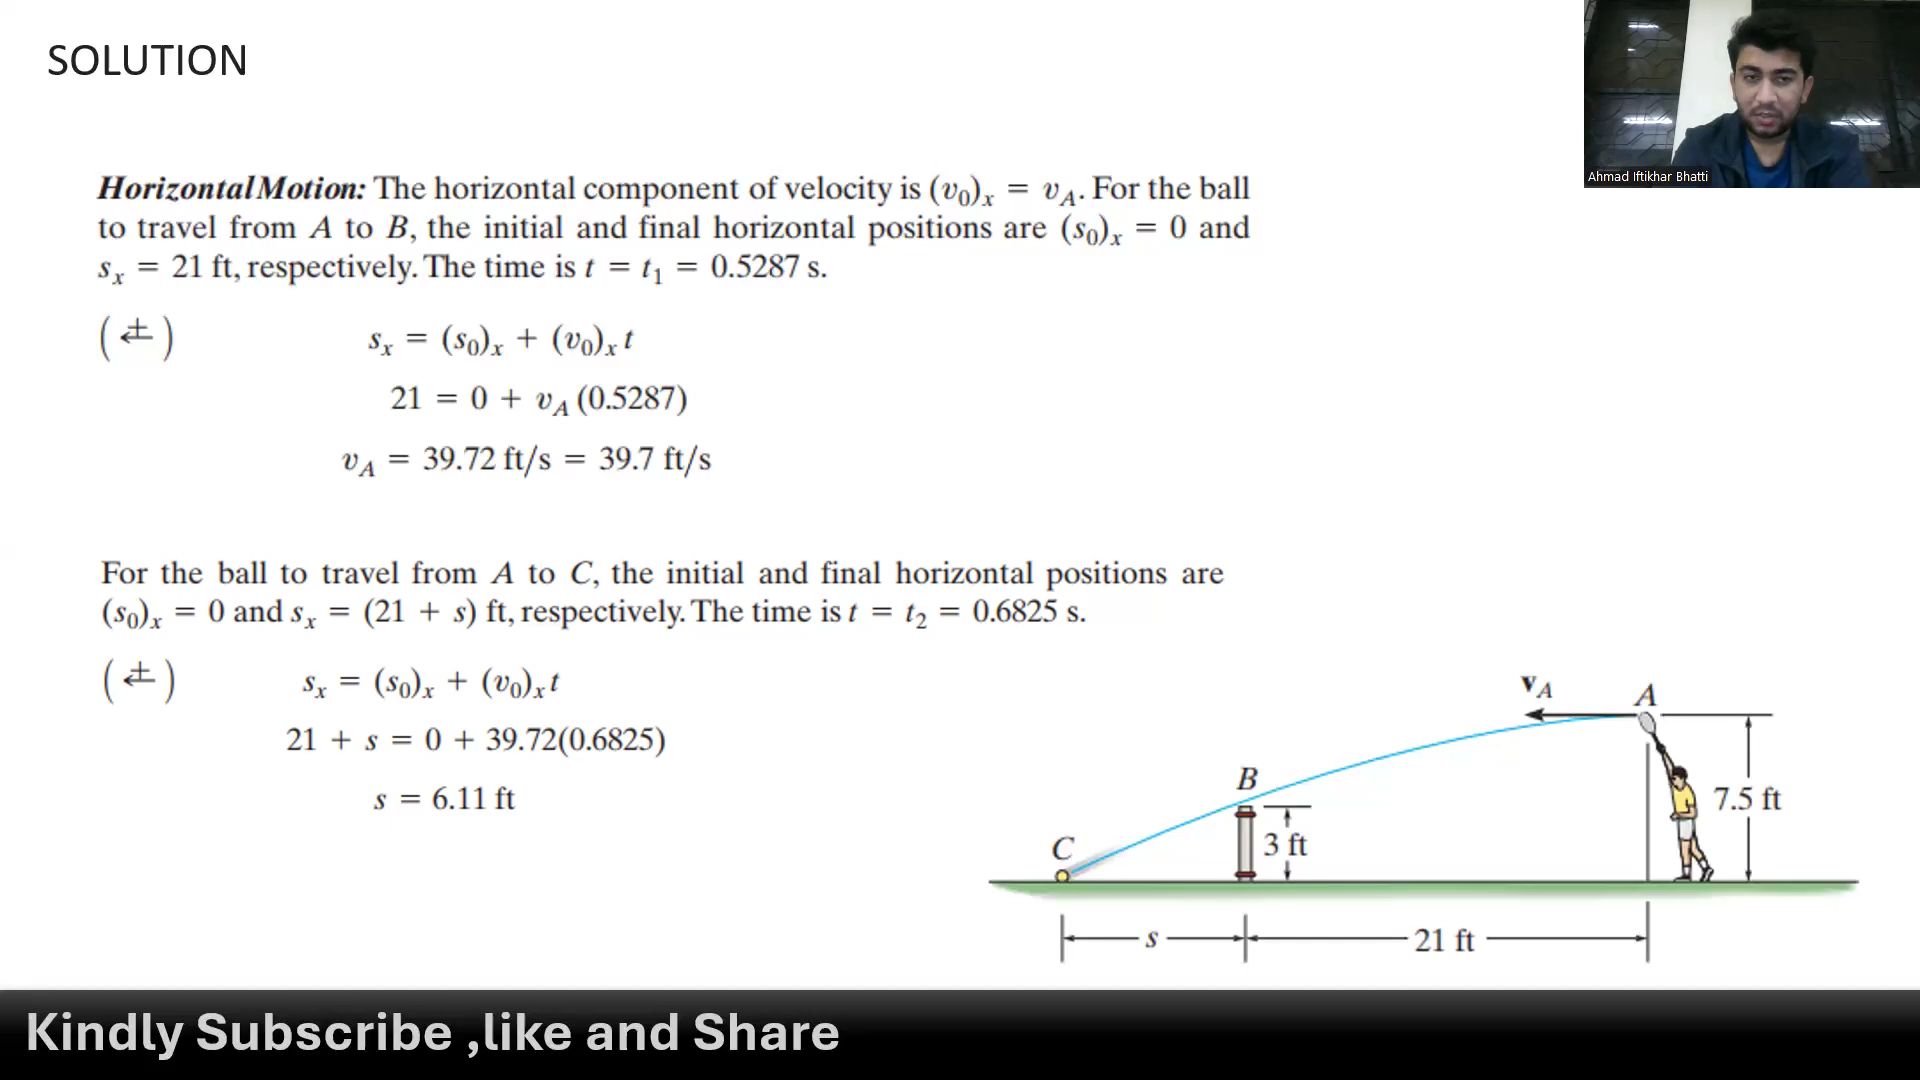 SOLUTION
Ahmad Iftikhar Bhatti
Horizontal Motion: The horizontal component of velocity is (v₀)ₓ = v_A. For the ball
to travel from A to B, the initial and final horizontal positions are (s₀)ₓ = 0 and
sₓ = 21 ft, respectively. The time is t = t₁ = 0.5287 s.
(±←) sₓ = (s₀)ₓ + (v₀)ₓ t
21 = 0 + v_A (0.5287)
v_A = 39.72 ft/s = 39.7 ft/s
For the ball to travel from A to C, the initial and final horizontal positions are
(s₀)ₓ = 0 and sₓ = (21 + s) ft, respectively. The time is t = t₂ = 0.6825 s.
(±←) sₓ = (s₀)ₓ + (v₀)ₓ t
21 + s = 0 + 39.72(0.6825)
s = 6.11 ft
v_A
A
B
7.5 ft
C
3 ft
s
21 ft
Kindly Subscribe ,like and Share